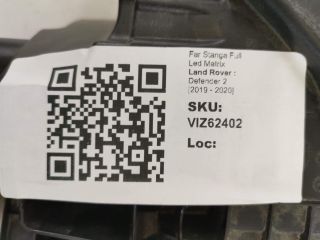 Far Stanga Full
Led Matrix
Land Rover :
Defender 2
[2019 - 2020]
SKU:
VIZ62402
Loc: